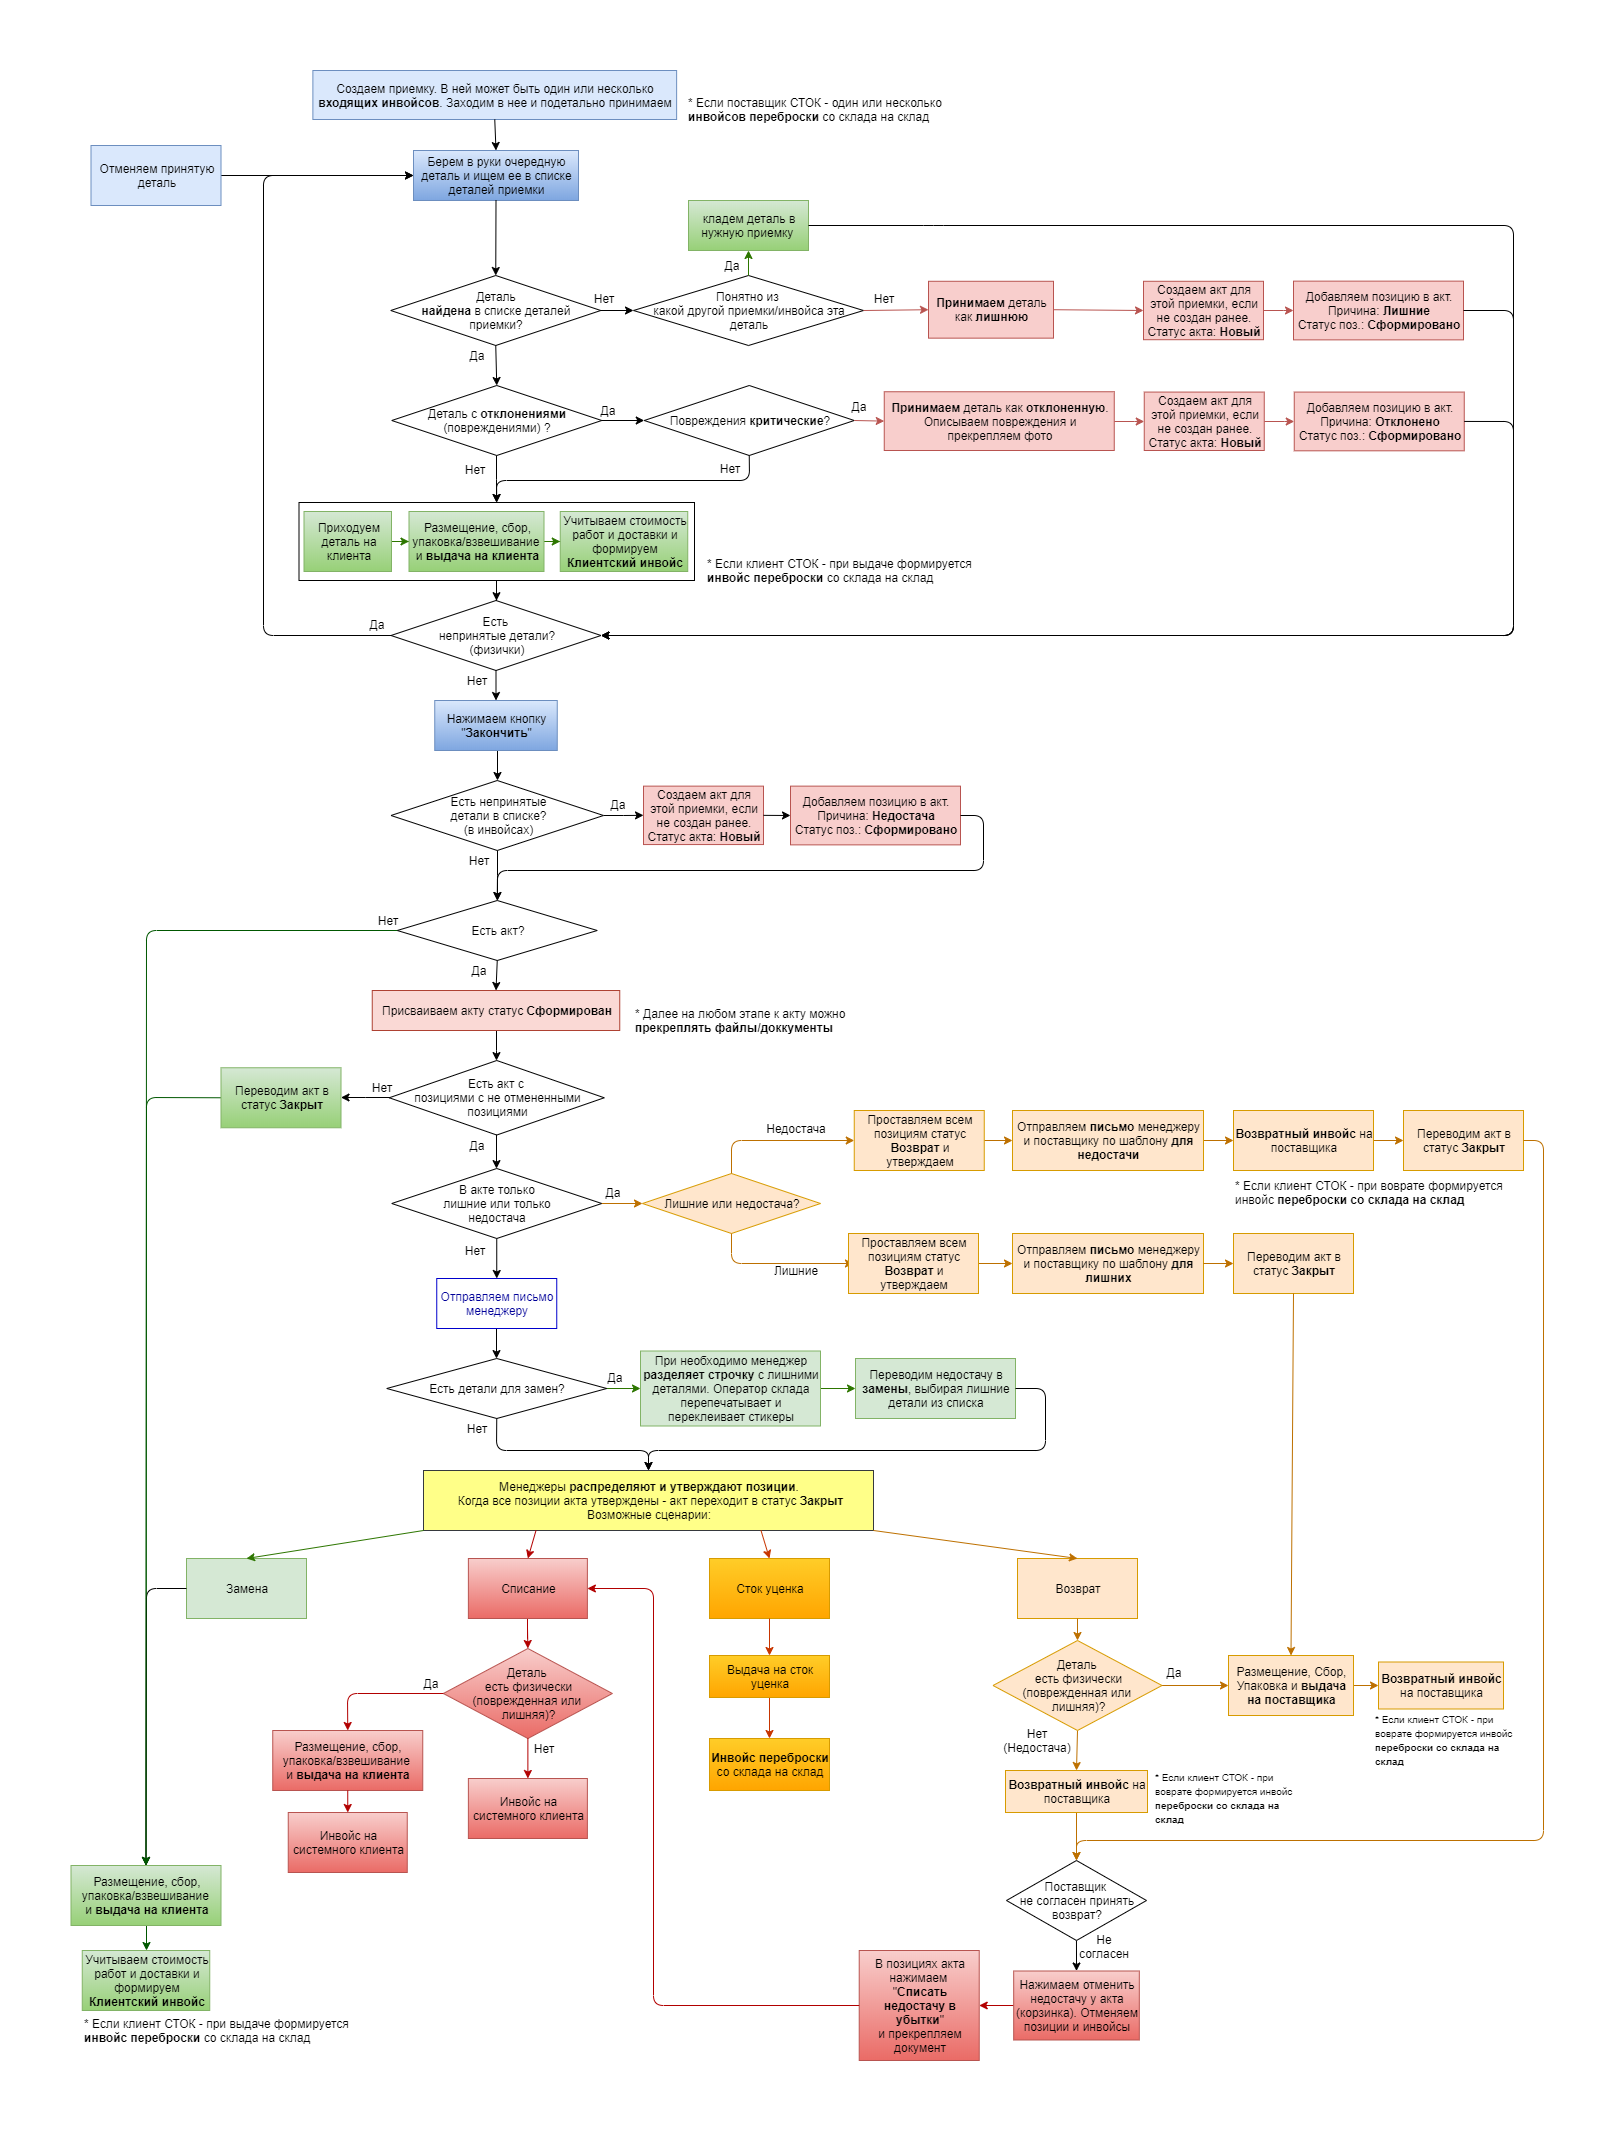 Создаем приемку. В ней может быть один или несколько
входящих инвойсов. Заходим в нее и подетально принимаем
* Если поставщик СТОК - один или несколько
инвойсов переброски со склада на склад
Отменяем принятую
деталь
Берем в руки очередную
деталь и ищем ее в списке
деталей приемки
кладем деталь в
нужную приемку
Да
Деталь
найдена в списке деталей
приемки?
Нет
Понятно из
какой другой приемки/инвойса эта
деталь
Нет
Принимаем деталь
как лишнюю
Создаем акт для
этой приемки, если
не создан ранее.
Статус акта: Новый
Добавляем позицию в акт.
Причина: Лишние
Статус поз.: Сформировано
Да
Деталь с отклонениями
(повреждениями) ?
Да
Повреждения критические?
Да
Принимаем деталь как отклоненную.
Описываем повреждения и
прекрепляем фото
Создаем акт для
этой приемки, если
не создан ранее.
Статус акта: Новый
Добавляем позицию в акт.
Причина: Отклонено
Статус поз.: Сформировано
Нет
Нет
Приходуем
деталь на
клиента
Размещение, сбор,
упаковка/взвешивание
и выдача на клиента
Учитываем стоимость
работ и доставки и
формируем
Клиентский инвойс
* Если клиент СТОК - при выдаче формируется
инвойс переброски со склада на склад
Да
Есть
непринятые детали?
(физички)
Нет
Нажимаем кнопку
"Закончить"
Есть непринятые
детали в списке?
(в инвойсах)
Да
Создаем акт для
этой приемки, если
не создан ранее.
Статус акта: Новый
Добавляем позицию в акт.
Причина: Недостача
Статус поз.: Сформировано
Нет
Нет
Есть акт?
Да
Присваиваем акту статус Сформирован
* Далее на любом этапе к акту можно
прекреплять файлы/доккументы
Переводим акт в
статус Закрыт
Нет
Есть акт с
позициями с не отмененными
позициями
Да
Недостача
Проставляем всем
позициям статус
Возврат и
утверждаем
Отправляем письмо менеджеру
и поставщику по шаблону для
недостачи
Возвратный инвойс на
поставщика
Переводим акт в
статус Закрыт
* Если клиент СТОК - при воврате формируется
инвойс переброски со склада на склад
В акте только
лишние или только
недостача
Да
Лишние или недостача?
Нет
Лишние
Проставляем всем
позициям статус
Возврат и
утверждаем
Отправляем письмо менеджеру
и поставщику по шаблону для
лишних
Переводим акт в
статус Закрыт
Отправляем письмо
менеджеру
Есть детали для замен?
Да
При необходимо менеджер
разделяет строчку с лишними
деталями. Оператор склада
перепечатывает и
переклеивает стикеры
Переводим недостачу в
замены, выбирая лишние
детали из списка
Нет
Менеджеры распределяют и утверждают позиции.
Когда все позиции акта утверждены - акт переходит в статус Закрыт
Возможные сценарии:
Замена
Списание
Сток уценка
Возврат
Да
Деталь
есть физически
(поврежденная или
лишняя)?
Нет
Размещение, сбор,
упаковка/взвешивание
и выдача на клиента
Инвойс на
системного клиента
Инвойс на
системного клиента
Выдача на сток
уценка
Инвойс переброски
со склада на склад
Деталь
есть физически
(поврежденная или
лишняя)?
Да
Размещение, Сбор,
Упаковка и выдача
на поставщика
Возвратный инвойс
на поставщика
* Если клиент СТОК - при
воврате формируется инвойс
переброски со склада на
склад
Нет
(Недостача)
Возвратный инвойс на
поставщика
* Если клиент СТОК - при
воврате формируется инвойс
переброски со склада на
склад
Размещение, сбор,
упаковка/взвешивание
и выдача на клиента
Учитываем стоимость
работ и доставки и
формируем
Клиентский инвойс
* Если клиент СТОК - при выдаче формируется
инвойс переброски со склада на склад
Поставщик
не согласен принять
возврат?
Не
согласен
Нажимаем отменить
недостачу у акта
(корзинка). Отменяем
позиции и инвойсы
В позициях акта
нажимаем
"Списать
недостачу в
убытки"
и прекрепляем
документ